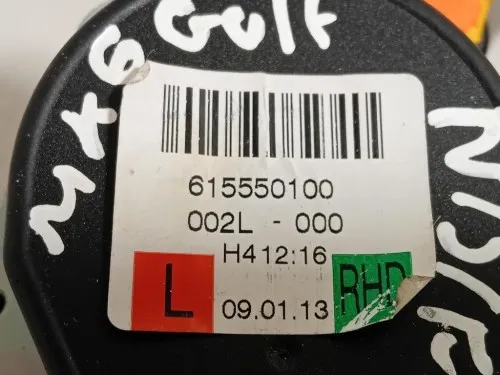 MK6 Golf
N/S/F
615550100
002L - 000
H412:16
L
09.01.13
RHD